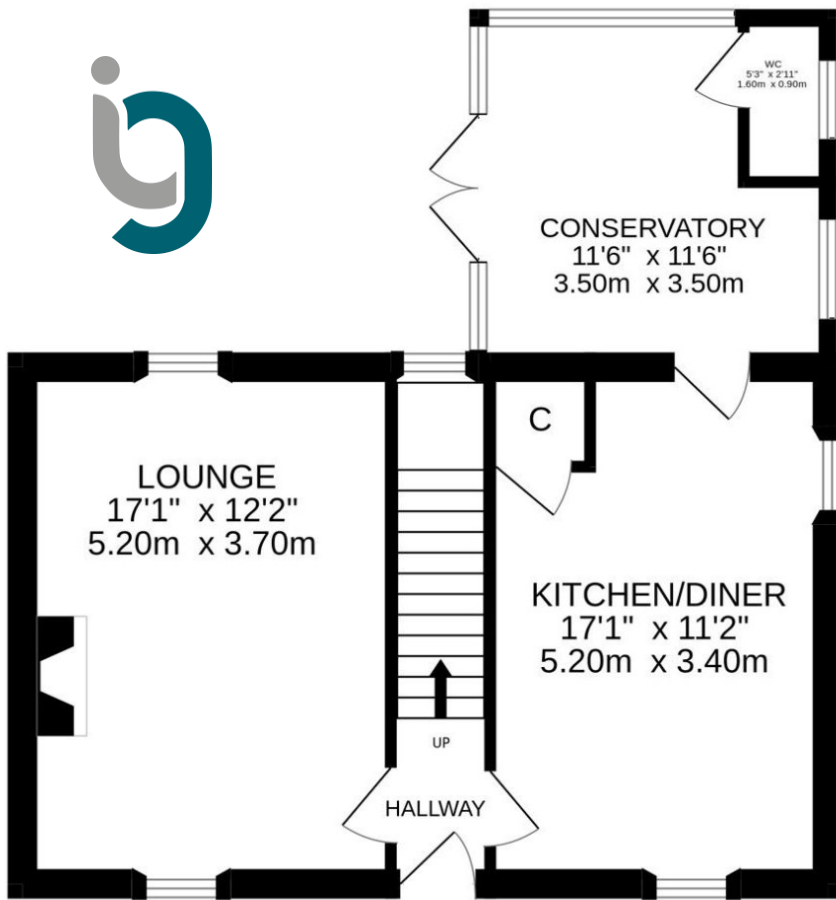 ig
WC
5'3" x 2'11"
1.60m x 0.90m
CONSERVATORY
11'6" x 11'6"
3.50m x 3.50m
C
LOUNGE
17'1" x 12'2"
5.20m x 3.70m
KITCHEN/DINER
17'1" x 11'2"
5.20m x 3.40m
UP
HALLWAY